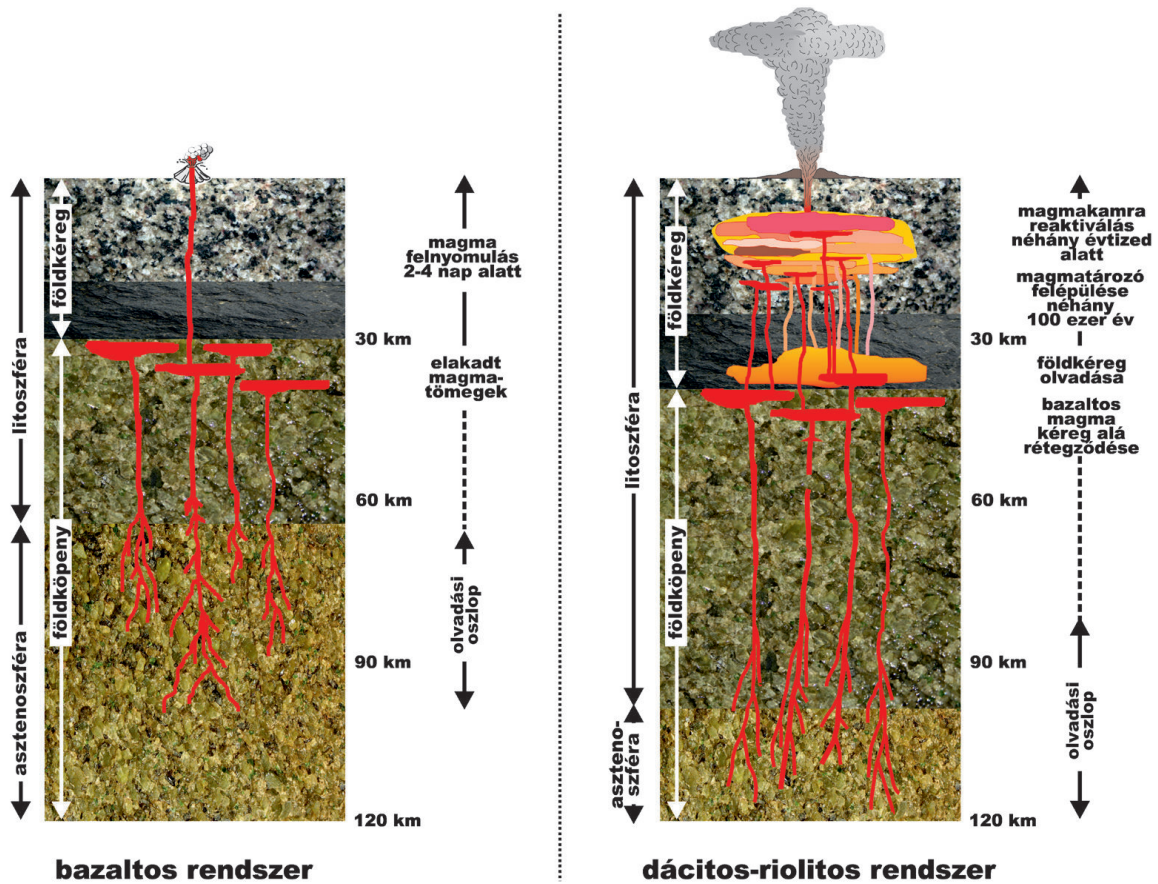 litoszféra
asztenoszféra
földkéreg
földköpeny
30 km
60 km
90 km
120 km
magma
felnyomulás
2-4 nap alatt
elakadt
magma-
tömegek
olvadási
oszlop
bazaltos rendszer
litoszféra
aszteno-
szféra
földkéreg
földköpeny
30 km
60 km
90 km
120 km
magmakamra
reaktiválás
néhány évtized
alatt
magmatározó
felépülése
néhány
100 ezer év
földkéreg
olvadása
bazaltos
magma
kéreg alá
rétegződése
olvadási
oszlop
dácitos-riolitos rendszer